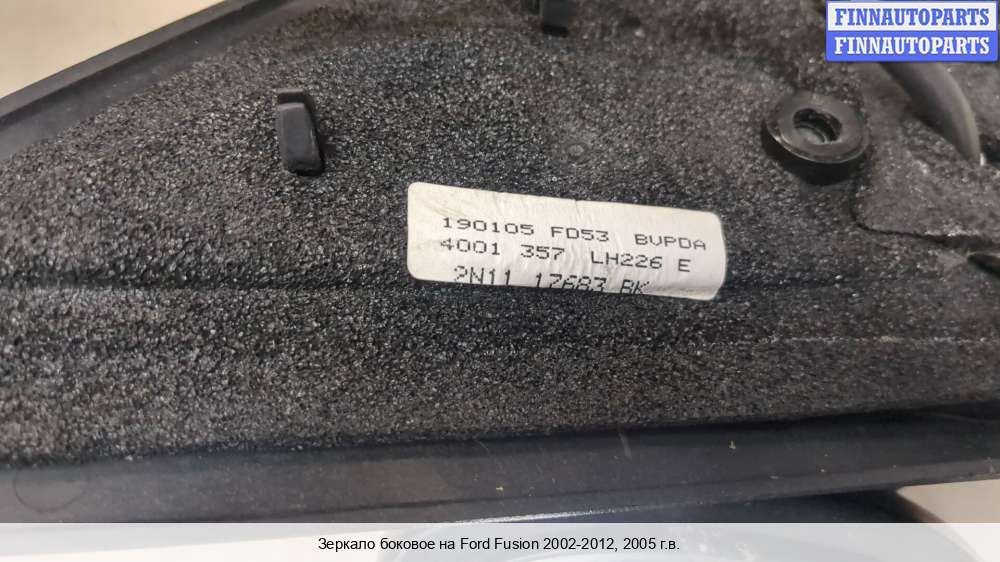 FINNAUTOPARTS
FINNAUTOPARTS
190105 FD53 BVPDA
4001 357 LH226 E
2N11 17683 BK
Зеркало боковое на Ford Fusion 2002-2012, 2005 г.в.